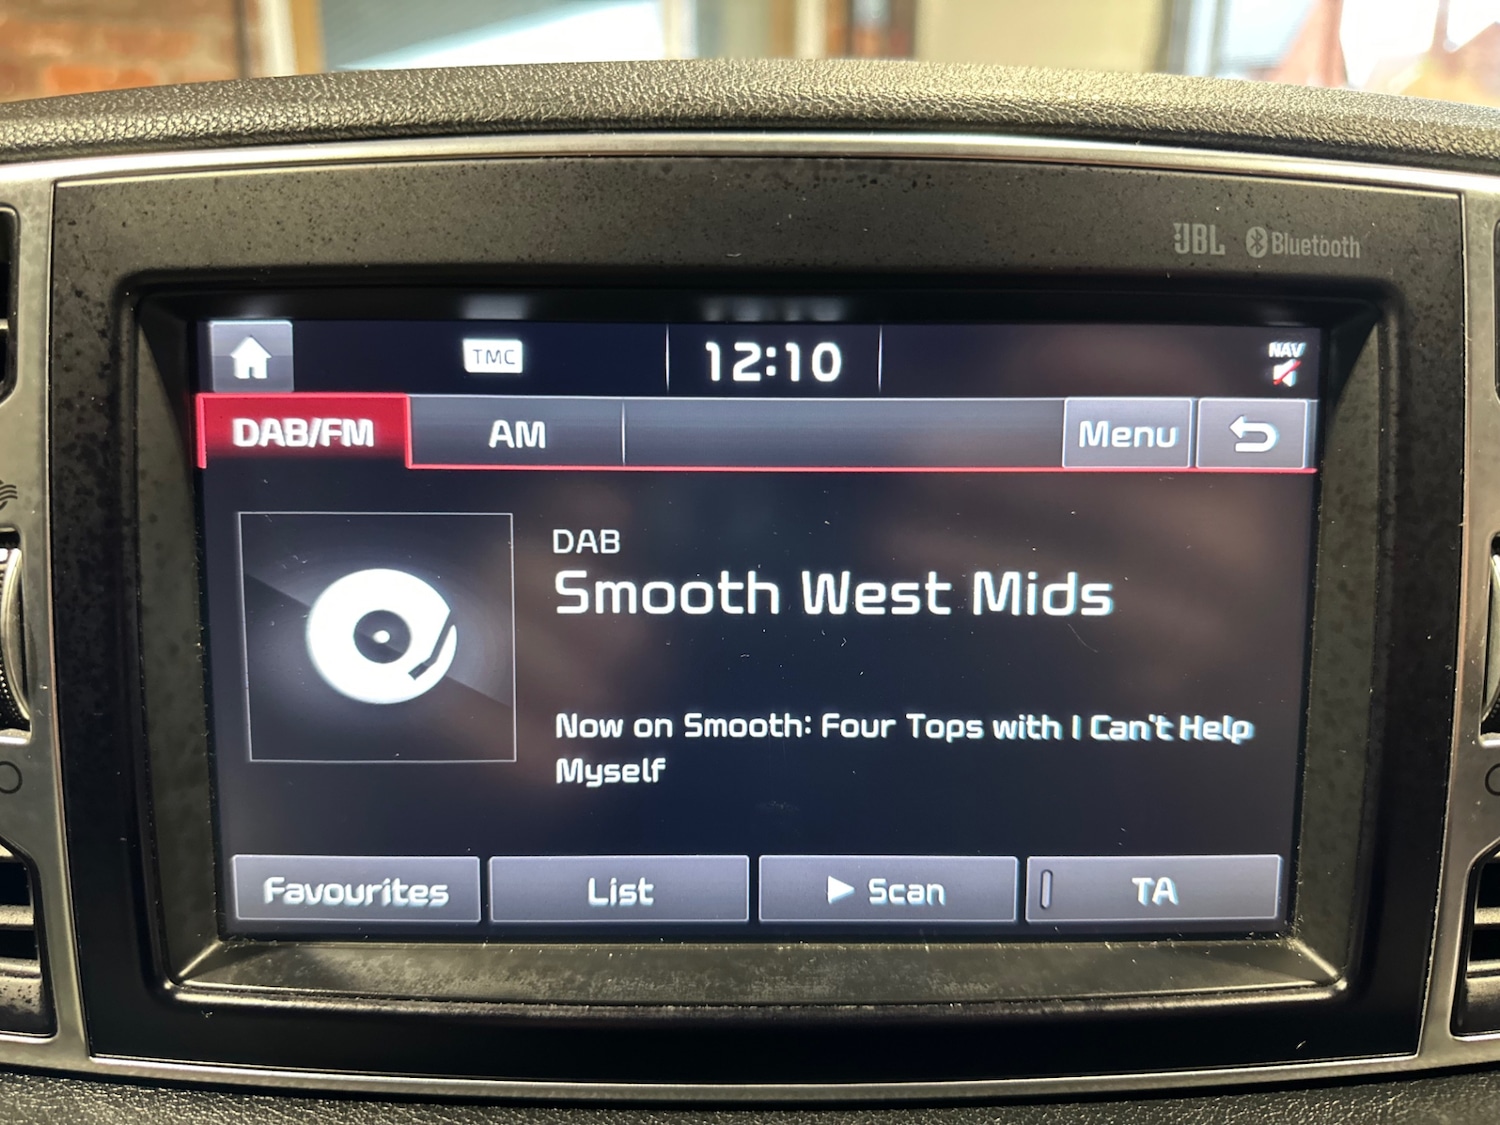 JBL Bluetooth
TMC 12:10 NAV
DAB/FM AM Menu
DAB
Smooth West Mids
Now on Smooth: Four Tops with I Can't Help
Myself
Favourites List Scan TA